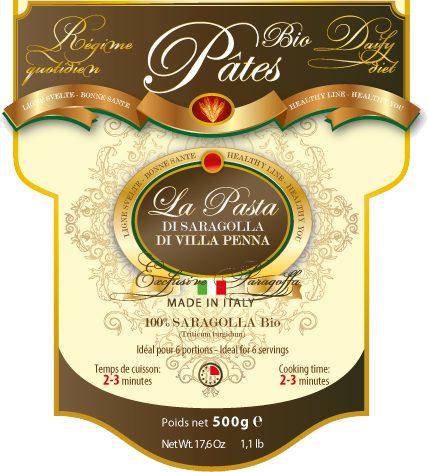 Régime
quotidien
Pâtes
Bio
Daily
diet
LIGNE SVELTE - BONNE SANTE
HEALTHY LINE - HEALTHY YOU
LIGNE SVELTE - BONNE SANTE
HEALTHY LINE - HEALTHY YOU
La Pasta
DI SARAGOLLA
DI VILLA PENNA
Exclusive Saragolla
MADE IN ITALY
100% SARAGOLLA Bio
(Triticum turgidum)
Idéal pour 6 portions - Ideal for 6 servings
Temps de cuisson:
2-3 minutes
Cooking time:
2-3 minutes
Poids net 500g ℮
Net Wt. 17,6 Oz 1,1 lb